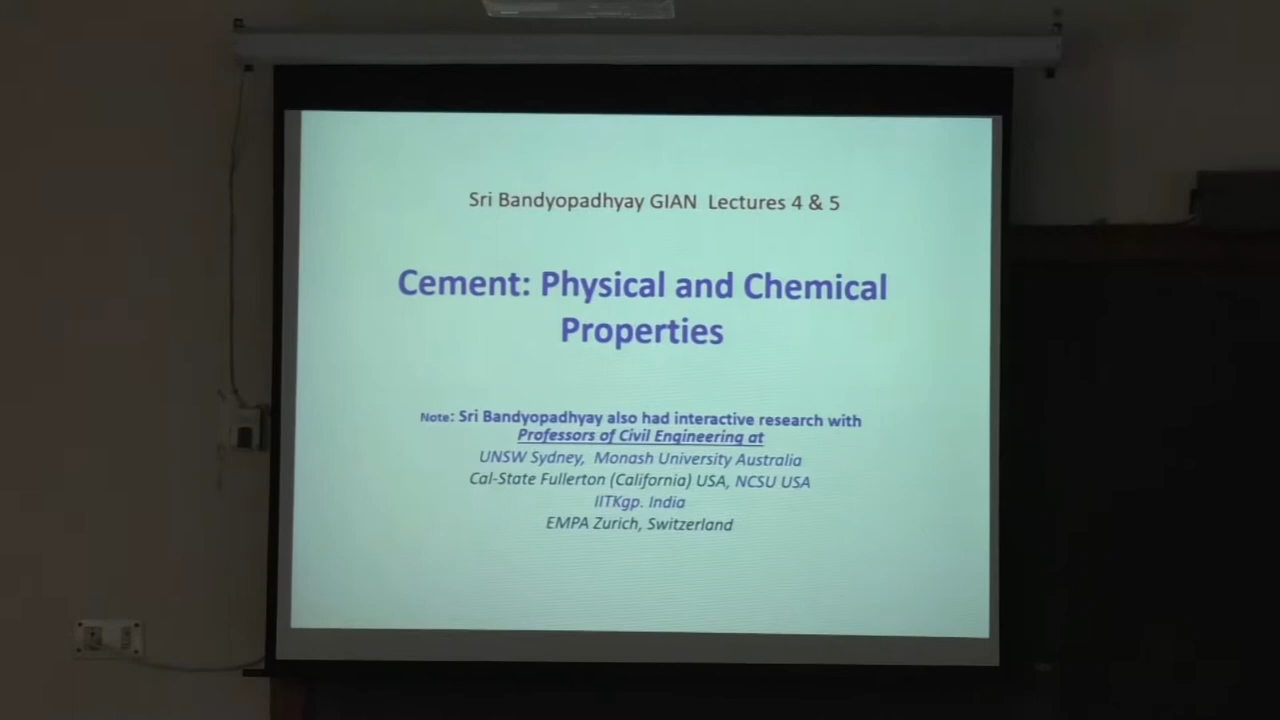 Sri Bandyopadhyay GIAN Lectures 4 & 5
Cement: Physical and Chemical
Properties
Note: Sri Bandyopadhyay also had interactive research with
Professors of Civil Engineering at
UNSW Sydney, Monash University Australia
Cal-State Fullerton (California) USA, NCSU USA
IITKgp. India
EMPA Zurich, Switzerland